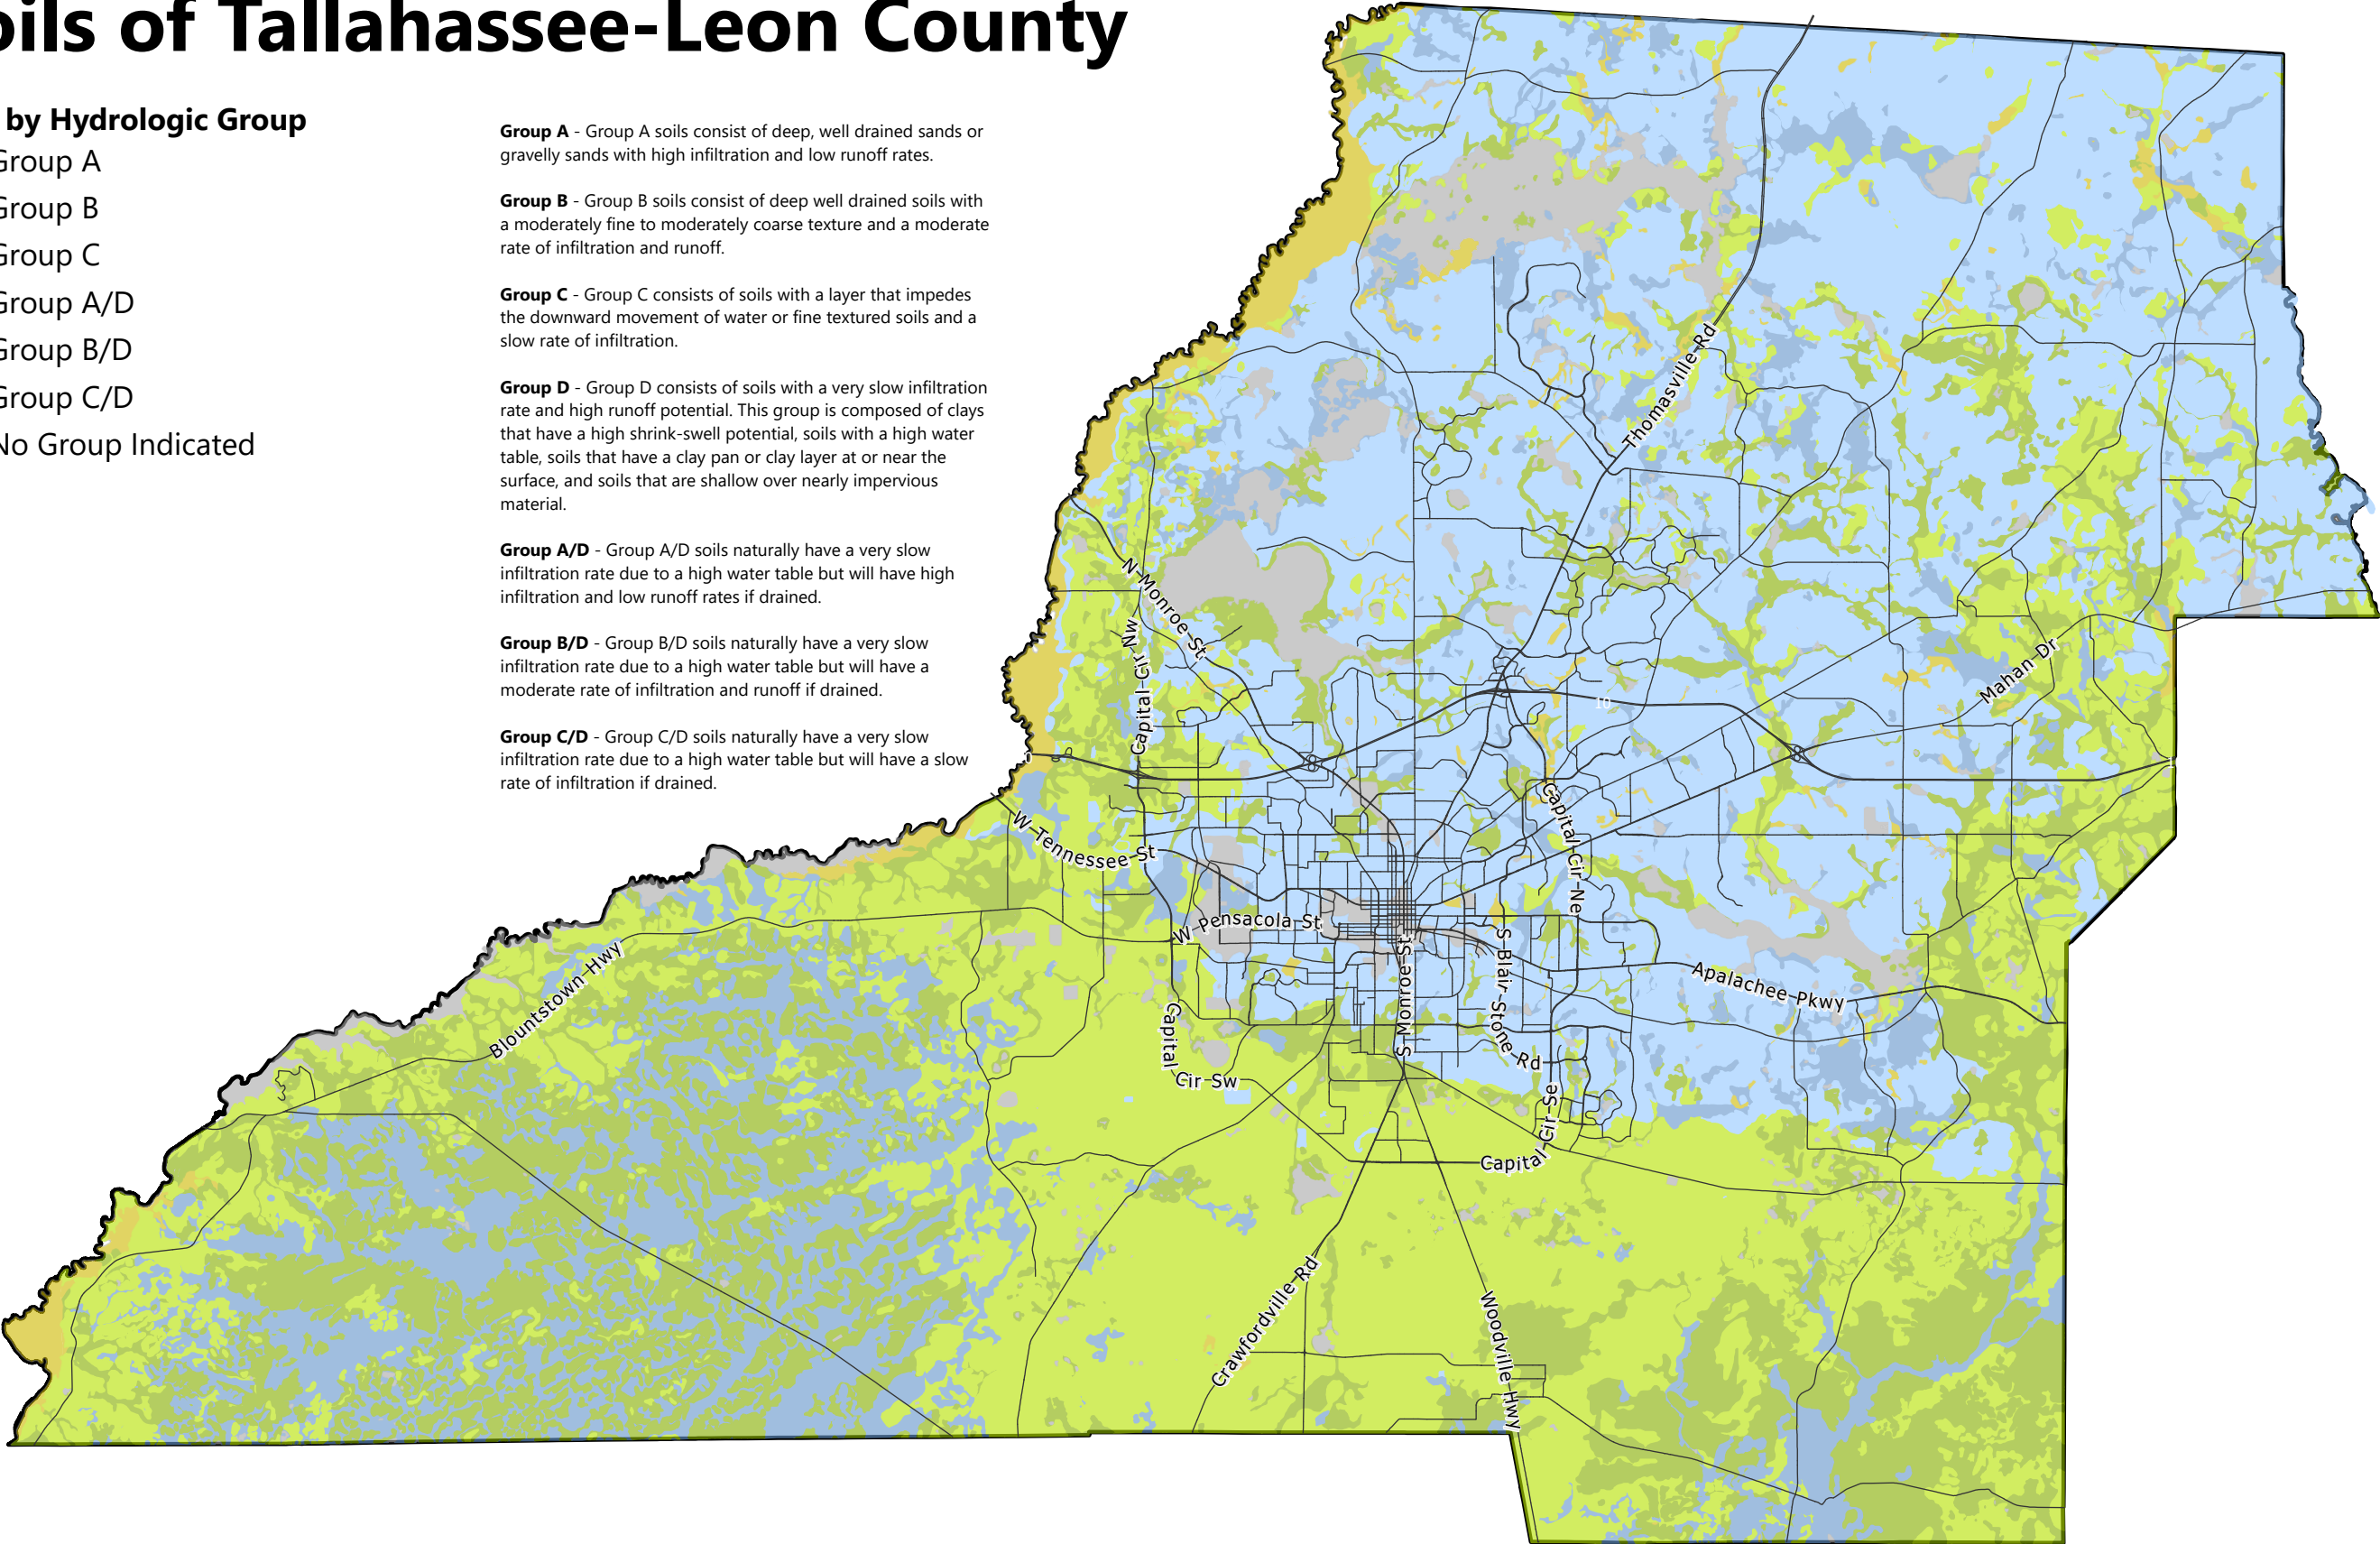 oils of Tallahassee-Leon County
by Hydrologic Group
Group A
Group B
Group C
Group A/D
Group B/D
Group C/D
No Group Indicated
Group A - Group A soils consist of deep, well drained sands or
gravelly sands with high infiltration and low runoff rates.
Group B - Group B soils consist of deep well drained soils with
a moderately fine to moderately coarse texture and a moderate
rate of infiltration and runoff.
Group C - Group C consists of soils with a layer that impedes
the downward movement of water or fine textured soils and a
slow rate of infiltration.
Group D - Group D consists of soils with a very slow infiltration
rate and high runoff potential. This group is composed of clays
that have a high shrink-swell potential, soils with a high water
table, soils that have a clay pan or clay layer at or near the
surface, and soils that are shallow over nearly impervious
material.
Group A/D - Group A/D soils naturally have a very slow
infiltration rate due to a high water table but will have high
infiltration and low runoff rates if drained.
Group B/D - Group B/D soils naturally have a very slow
infiltration rate due to a high water table but will have a
moderate rate of infiltration and runoff if drained.
Group C/D - Group C/D soils naturally have a very slow
infiltration rate due to a high water table but will have a slow
rate of infiltration if drained.
Thomasville Rd
N Monroe St
Capital Cir Nw
Mahan Dr
10
Capital Cir Ne
W Tennessee St
W Pensacola St
S Monroe St
S Blair Stone Rd
Apalachee Pkwy
Blountstown Hwy
Capital Cir Sw
Capital Cir Se
Crawfordville Rd
Woodville Hwy